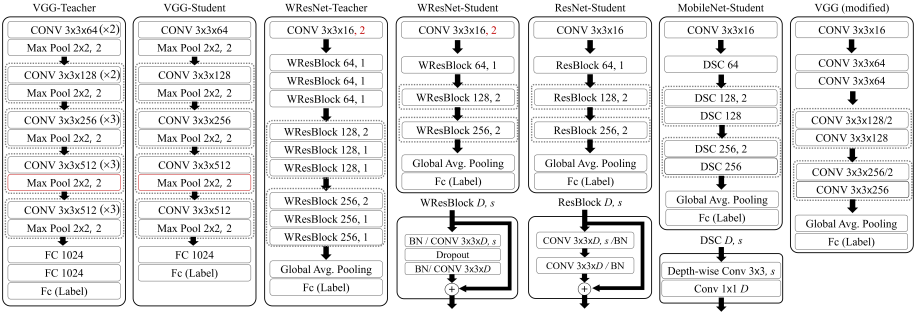 VGG-Teacher
CONV 3x3x64 (×2)
Max Pool 2x2, 2
CONV 3x3x128 (×2)
Max Pool 2x2, 2
CONV 3x3x256 (×3)
Max Pool 2x2, 2
CONV 3x3x512 (×3)
Max Pool 2x2, 2
CONV 3x3x512 (×3)
Max Pool 2x2, 2
FC 1024
FC 1024
Fc (Label)
VGG-Student
CONV 3x3x64
Max Pool 2x2, 2
CONV 3x3x128
Max Pool 2x2, 2
CONV 3x3x256
Max Pool 2x2, 2
CONV 3x3x512
Max Pool 2x2, 2
CONV 3x3x512
Max Pool 2x2, 2
FC 1024
Fc (Label)
WResNet-Teacher
CONV 3x3x16, 2
WResBlock 64, 1
WResBlock 64, 1
WResBlock 64, 1
WResBlock 128, 2
WResBlock 128, 1
WResBlock 128, 1
WResBlock 256, 2
WResBlock 256, 1
WResBlock 256, 1
Global Avg. Pooling
Fc (Label)
WResNet-Student
CONV 3x3x16, 2
WResBlock 64, 1
WResBlock 128, 2
WResBlock 256, 2
Global Avg. Pooling
Fc (Label)
WResBlock D, s
BN / CONV 3x3xD, s
Dropout
BN/ CONV 3x3xD
+
ResNet-Student
CONV 3x3x16
ResBlock 64, 1
ResBlock 128, 2
ResBlock 256, 2
Global Avg. Pooling
Fc (Label)
ResBlock D, s
CONV 3x3xD, s /BN
CONV 3x3xD / BN
+
MobileNet-Student
CONV 3x3x16
DSC 64
DSC 128, 2
DSC 128
DSC 256, 2
DSC 256
Global Avg. Pooling
Fc (Label)
DSC D, s
Depth-wise Conv 3x3, s
Conv 1x1 D
VGG (modified)
CONV 3x3x16
CONV 3x3x64
CONV 3x3x64
CONV 3x3x128/2
CONV 3x3x128
CONV 3x3x256/2
CONV 3x3x256
Global Avg. Pooling
Fc (Label)